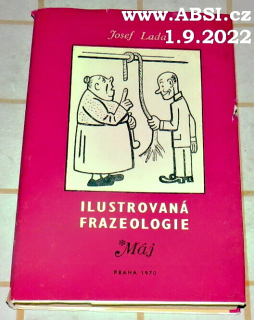 www.ABSI.cz
1.9.2022
Josef Lada
ILUSTROVANÁ
FRAZEOLOGIE
Máj
PRAHA 1970